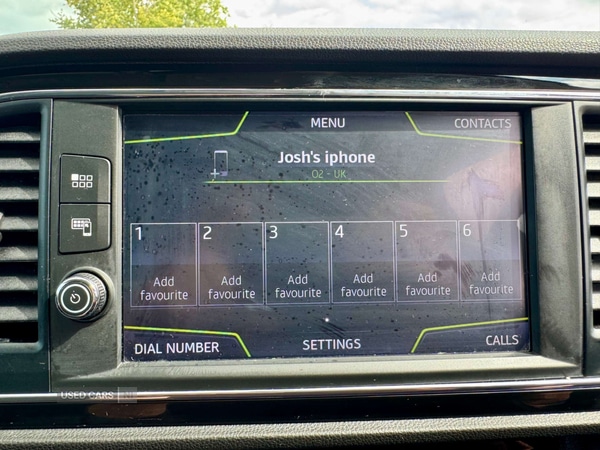 MENU
CONTACTS
Josh's iphone
O2 - UK
1 2 3 4 5 6
Add favourite
Add favourite
Add favourite
Add favourite
Add favourite
Add favourite
DIAL NUMBER
SETTINGS
CALLS
USED CARS NI